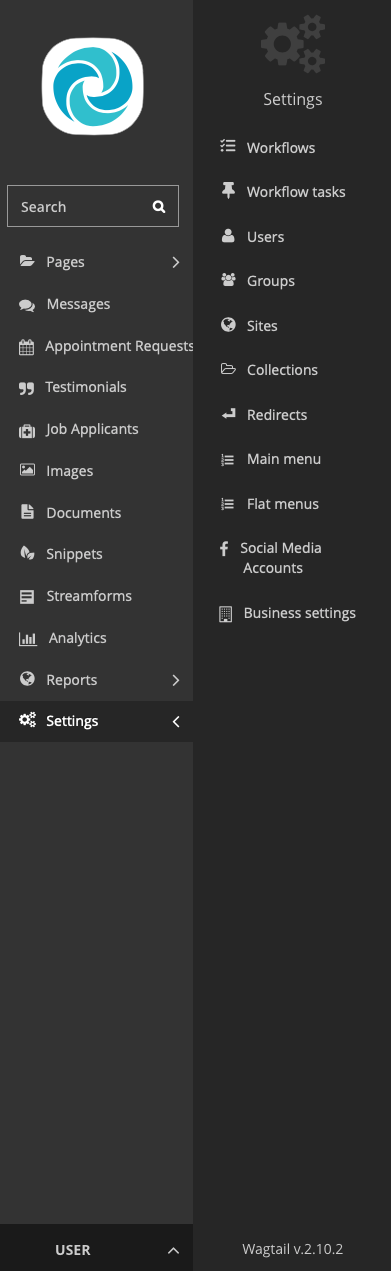 Search
Pages
Messages
Appointment Requests
Testimonials
Job Applicants
Images
Documents
Snippets
Streamforms
Analytics
Reports
Settings
USER
Settings
Workflows
Workflow tasks
Users
Groups
Sites
Collections
Redirects
Main menu
Flat menus
Social Media
Accounts
Business settings
Wagtail v.2.10.2